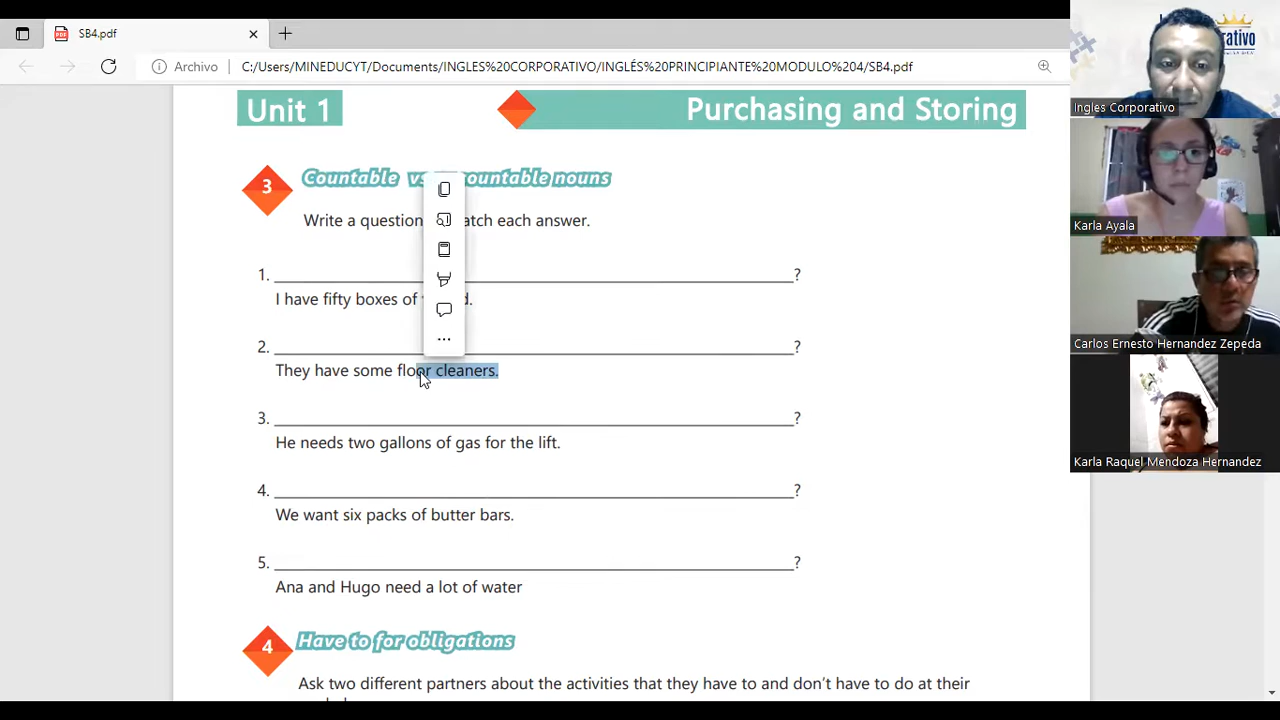 SB4.pdf
Archivo
C:/Users/MINEDUCYT/Documents/INGLES%20CORPORATIVO/INGLÉS%20PRINCIPIANTE%20MODULO%204/SB4.pdf
Unit 1
Purchasing and Storing
3
Countable vs countable nouns
Write a question atch each answer.
1. ?
I have fifty boxes of d.
2. ?
They have some floor cleaners.
3. ?
He needs two gallons of gas for the lift.
4. ?
We want six packs of butter bars.
5. ?
Ana and Hugo need a lot of water
4
Have to for obligations
Ask two different partners about the activities that they have to and don't have to do at their
rativo
Ingles Corporativo
Karla Ayala
Carlos Ernesto Hernandez Zepeda
Karla Raquel Mendoza Hernandez